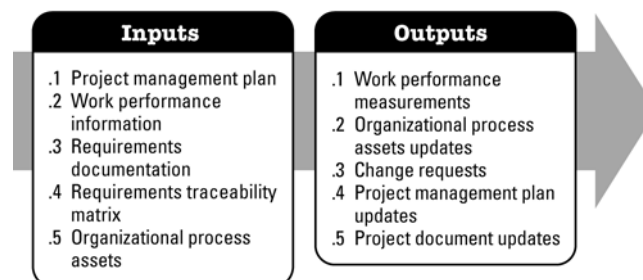 Inputs
.1 Project management plan
.2 Work performance
information
.3 Requirements
documentation
.4 Requirements traceability
matrix
.5 Organizational process
assets
Outputs
.1 Work performance
measurements
.2 Organizational process
assets updates
.3 Change requests
.4 Project management plan
updates
.5 Project document updates